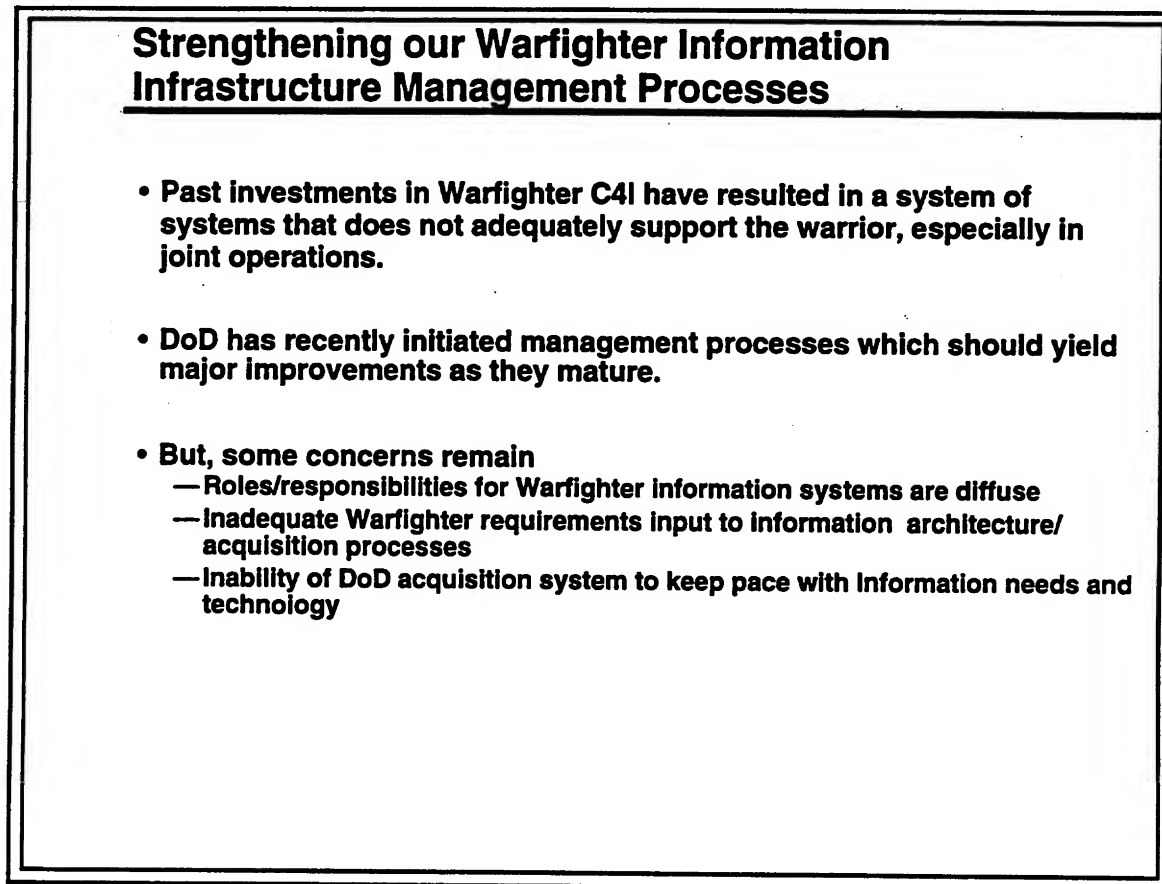 Strengthening our Warfighter Information
Infrastructure Management Processes
• Past investments in Warfighter C4I have resulted in a system of
systems that does not adequately support the warrior, especially in
joint operations.
• DoD has recently initiated management processes which should yield
major improvements as they mature.
• But, some concerns remain
—Roles/responsibilities for Warfighter information systems are diffuse
—Inadequate Warfighter requirements input to information architecture/
acquisition processes
—Inability of DoD acquisition system to keep pace with information needs and
technology